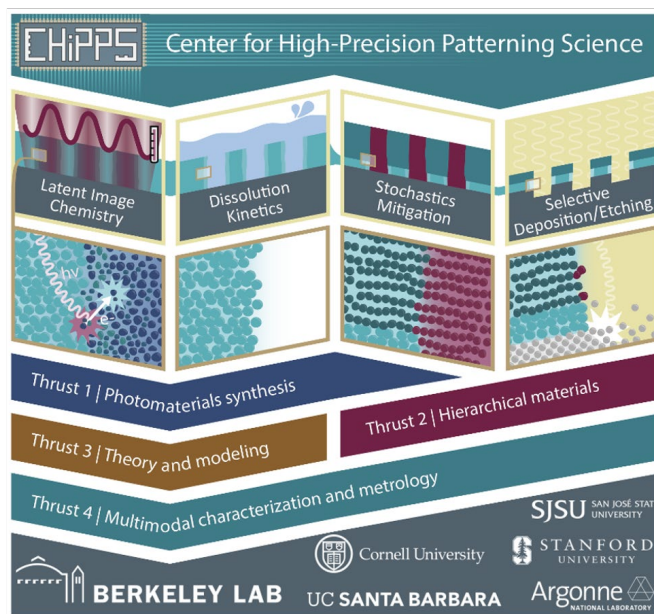 CHiPPS
Center for High-Precision Patterning Science
Latent Image
Chemistry
Dissolution
Kinetics
Stochastics
Mitigation
Selective
Deposition/Etching
hν
e-
Thrust 1 | Photomaterials synthesis
Thrust 2 | Hierarchical materials
Thrust 3 | Theory and modeling
Thrust 4 | Multimodal characterization and metrology
SJSU SAN JOSÉ STATE
UNIVERSITY
Cornell University
STANFORD
UNIVERSITY
BERKELEY LAB
UC SANTA BARBARA
Argonne
NATIONAL LABORATORY